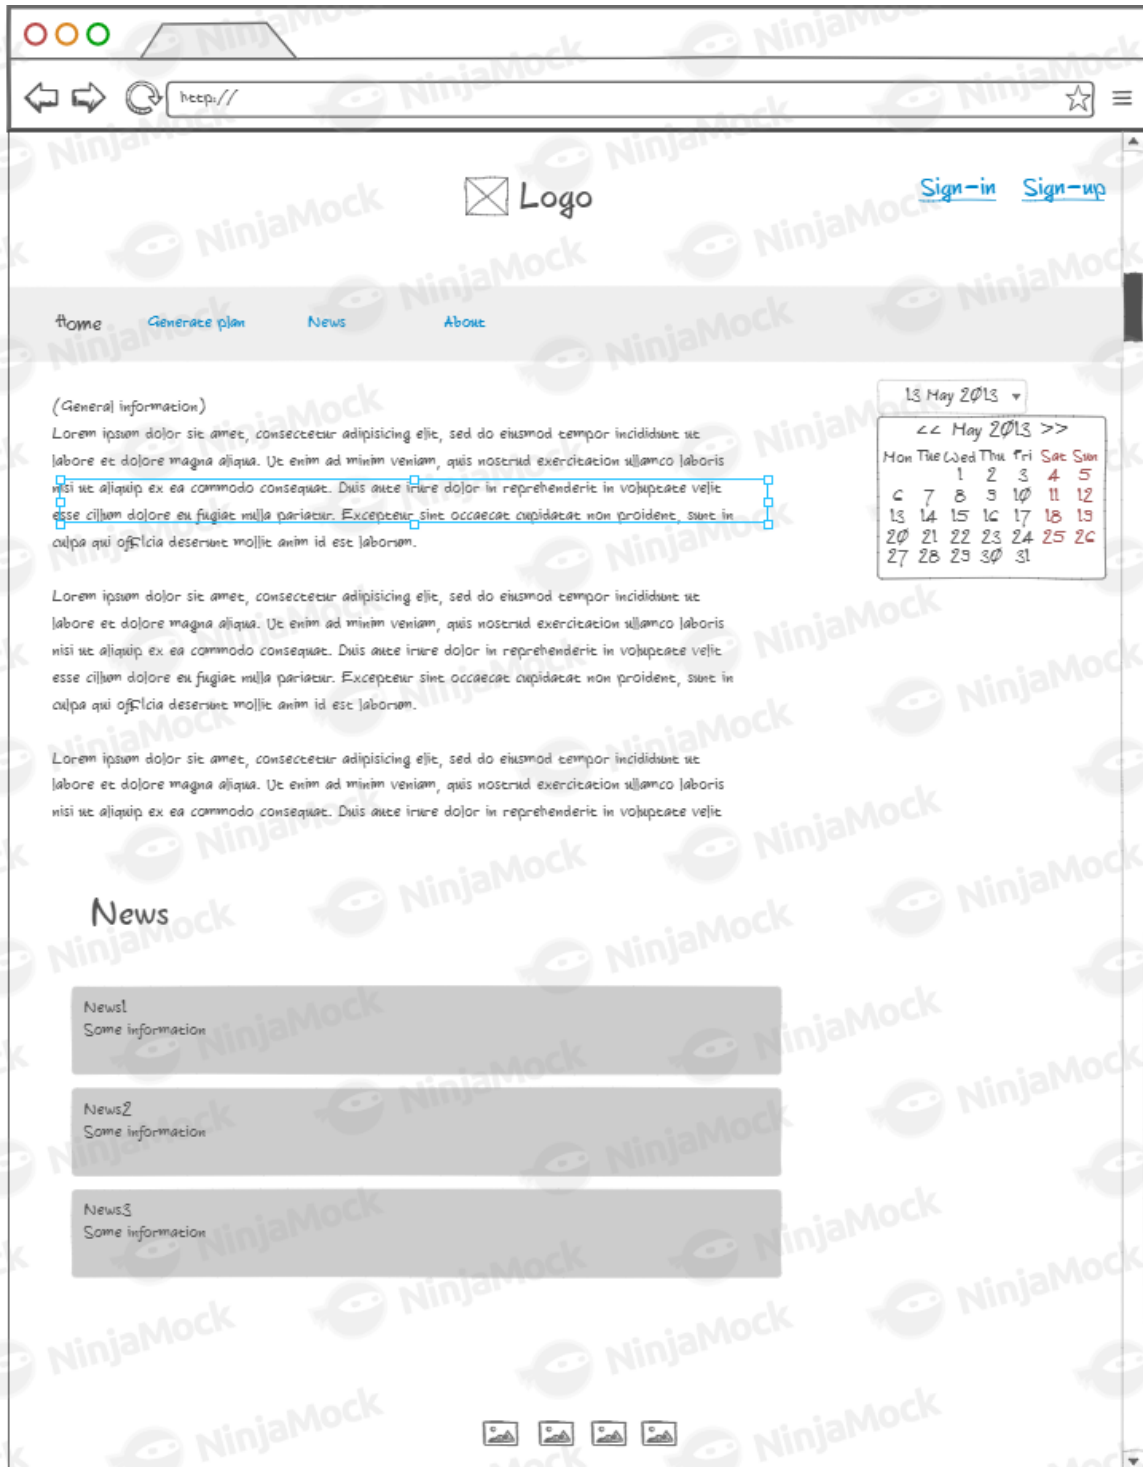 http://
Logo
Sign-in Sign-up
Home Generate plan News About
(General information)
Lorem ipsum dolor sit amet, consectetur adipisicing elit, sed do eiusmod tempor incididunt ut
labore et dolore magna aliqua. Ut enim ad minim veniam, quis nostrud exercitation ullamco laboris
nisi ut aliquip ex ea commodo consequat. Duis aute irure dolor in reprehenderit in voluptate velit
esse cillum dolore eu fugiat nulla pariatur. Excepteur sint occaecat cupidatat non proident, sunt in
culpa qui officia deserunt mollit anim id est laborum.
Lorem ipsum dolor sit amet, consectetur adipisicing elit, sed do eiusmod tempor incididunt ut
labore et dolore magna aliqua. Ut enim ad minim veniam, quis nostrud exercitation ullamco laboris
nisi ut aliquip ex ea commodo consequat. Duis aute irure dolor in reprehenderit in voluptate velit
esse cillum dolore eu fugiat nulla pariatur. Excepteur sint occaecat cupidatat non proident, sunt in
culpa qui officia deserunt mollit anim id est laborum.
Lorem ipsum dolor sit amet, consectetur adipisicing elit, sed do eiusmod tempor incididunt ut
labore et dolore magna aliqua. Ut enim ad minim veniam, quis nostrud exercitation ullamco laboris
nisi ut aliquip ex ea commodo consequat. Duis aute irure dolor in reprehenderit in voluptate velit
13 May 2013
<< May 2013 >>
Mon Tue Wed Thu Fri Sat Sun
1 2 3 4 5
6 7 8 9 10 11 12
13 14 15 16 17 18 19
20 21 22 23 24 25 26
27 28 29 30 31
News
News1
Some information
News2
Some information
News3
Some information
NinjaMock